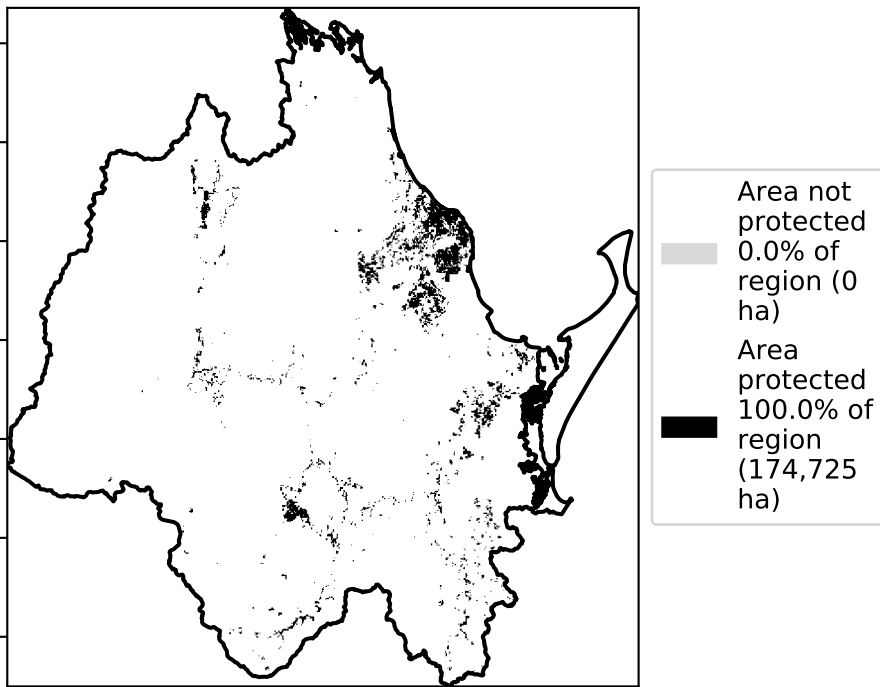 Area not
protected
0.0% of
region (0
ha)
Area
protected
100.0% of
region
(174,725
ha)